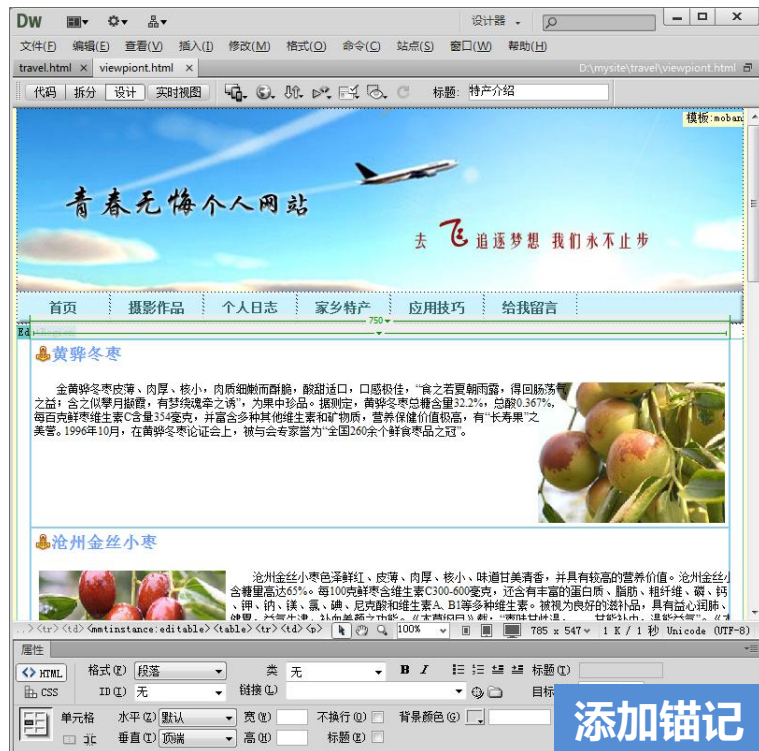 DW 设计器
文件(F) 编辑(E) 查看(V) 插入(I) 修改(M) 格式(O) 命令(C) 站点(S) 窗口(W) 帮助(H)
travel.html × viewpiont.html × D:\mysite\travel\viewpiont.html
代码 拆分 设计 实时视图 标题: 特产介绍
模板:moban
青春无悔个人网站
去飞追逐梦想 我们永不止步
首页 摄影作品 个人日志 家乡特产 应用技巧 给我留言
750
黄骅冬枣
金黄骅冬枣皮薄、肉厚、核小，肉质细嫩而酥脆，酸甜适口，口感极佳，“食之若夏朝雨露，得回肠荡气
之益；含之似擎月撷霞，有梦绕魂牵之诱”，为果中珍品。据测定，黄骅冬枣总糖含量32.2%，总酸0.367%，
每百克鲜枣维生素C含量354毫克，并富含多种其他维生素和矿物质，营养保健价值极高，有“长寿果”之
美誉。1996年10月，在黄骅冬枣论证会上，被与会专家誉为“全国260余个鲜食枣品之冠”。
沧州金丝小枣
沧州金丝小枣色泽鲜红、皮薄、肉厚、核小、味道甘美清香，并具有较高的营养价值。沧州金丝小
含糖量高达65%。每100克鲜枣含维生素C300-600毫克，还含有丰富的蛋白质、脂肪、粗纤维、磷、钙
、钾、钠、镁、氯、碘、尼克酸和维生素A、B1等多种维生素。被视为良好的滋补品，具有益心润肺、
..><tr><td><mmtinstance:editable><table><tr><td><p> 100% 785 x 547 1 K / 1 秒 Unicode (UTF-8)
属性
<> HTML 格式(F) 段落 类 无 B I 标题(T)
CSS ID(I) 无 链接(L) 目标
单元格 水平(Z) 默认 宽(W) 不换行(O) 背景颜色(G)
垂直(T) 顶端 高(H) 标题(E)
添加锚记